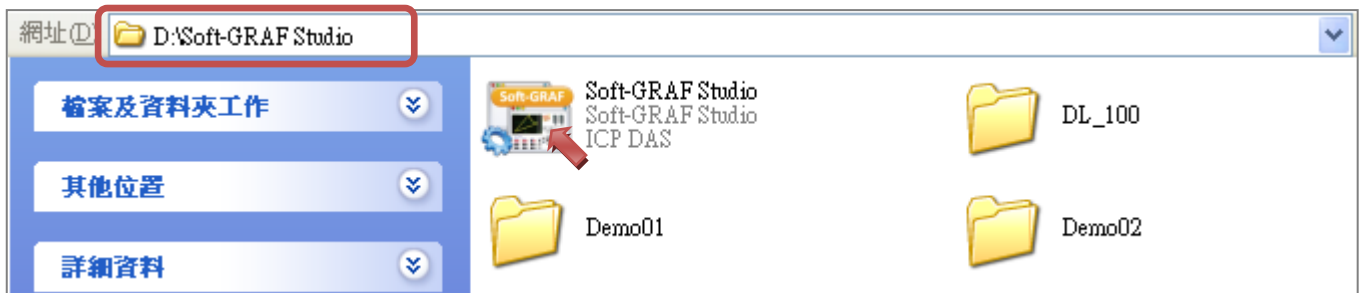 網址(D) D:\Soft-GRAF Studio
檔案及資料夾工作
其他位置
詳細資料
Soft-GRAF
Soft-GRAF Studio
Soft-GRAF Studio
ICP DAS
DL_100
Demo01
Demo02